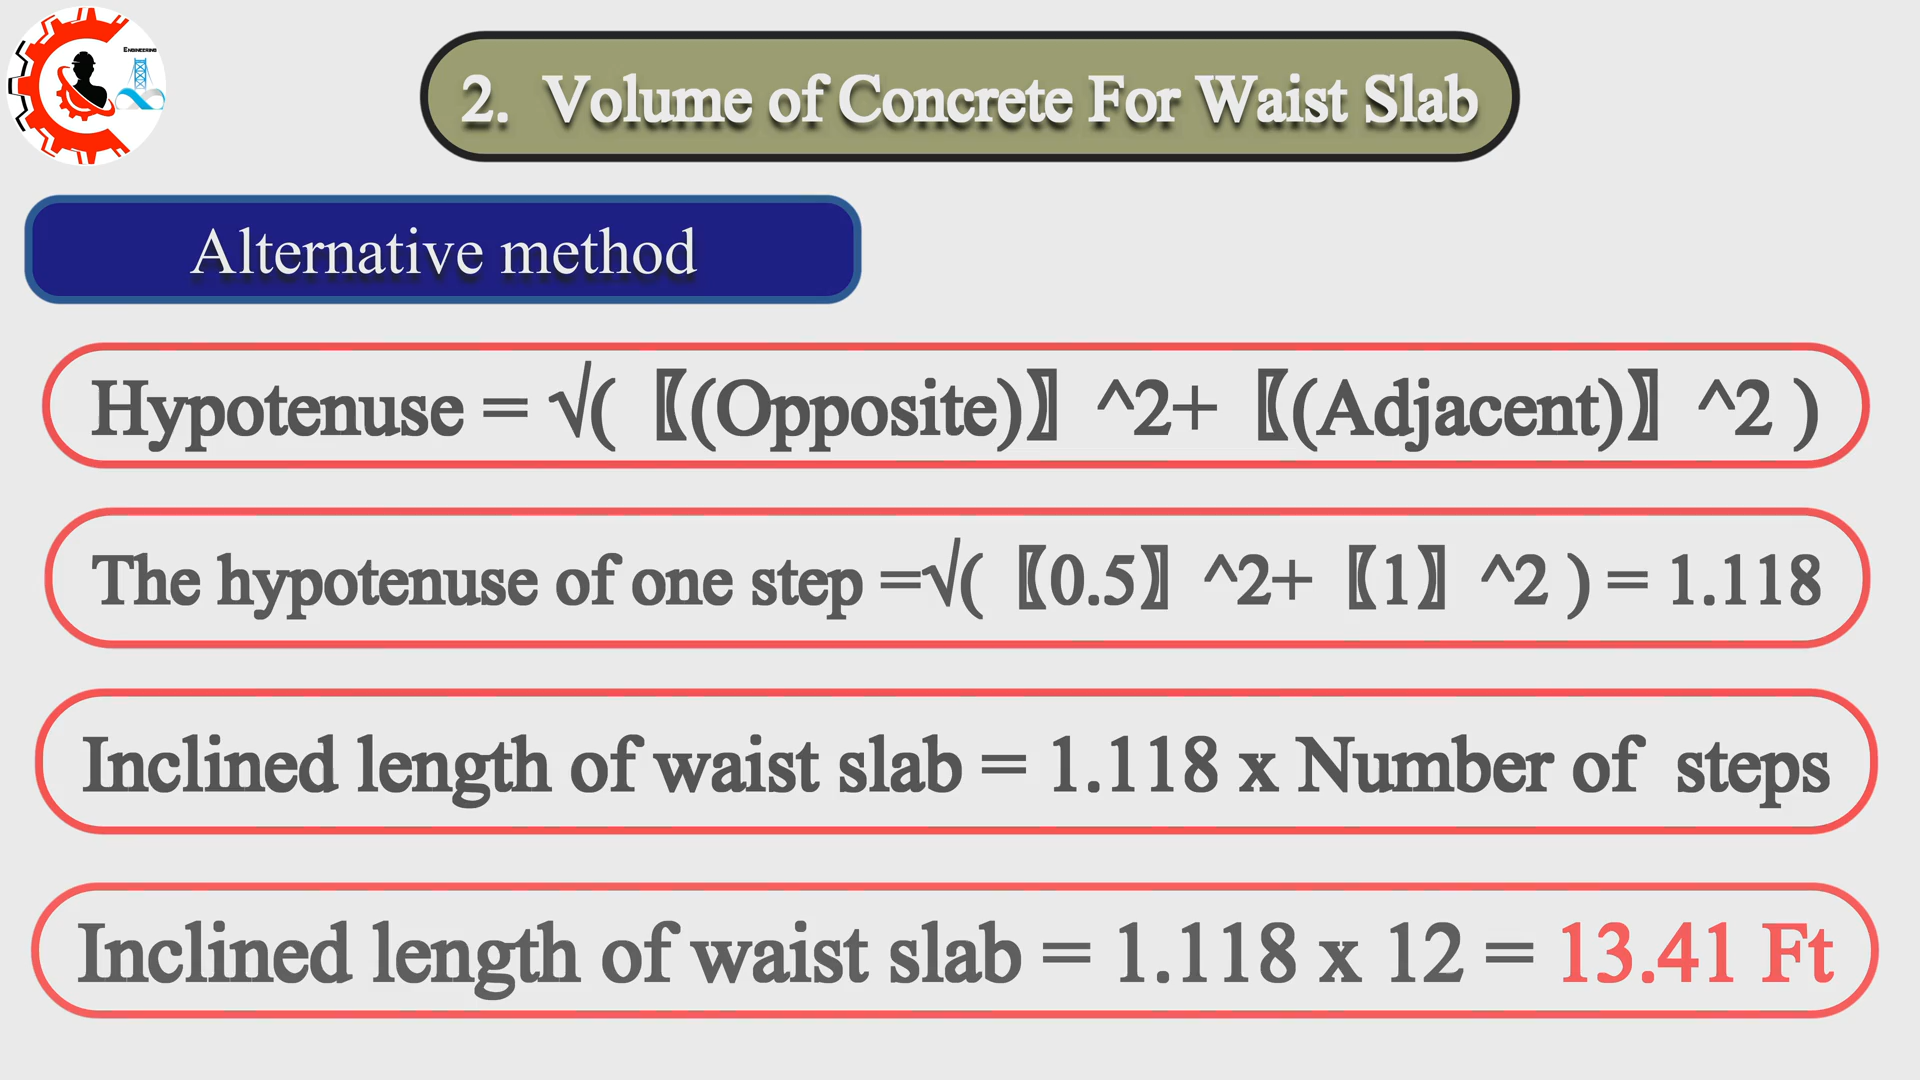 Engineering
2. Volume of Concrete For Waist Slab
Alternative method
Hypotenuse = √(〖(Opposite)〗^2+〖(Adjacent)〗^2 )
The hypotenuse of one step =√(〖0.5〗^2+〖1〗^2 ) = 1.118
Inclined length of waist slab = 1.118 x Number of steps
Inclined length of waist slab = 1.118 x 12 = 13.41 Ft